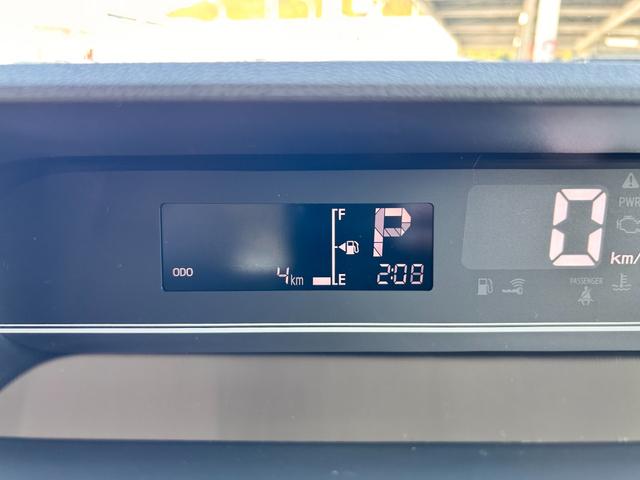 F
P
0
km/
PWR
ODO
4km
E
2:08
PASSENGER